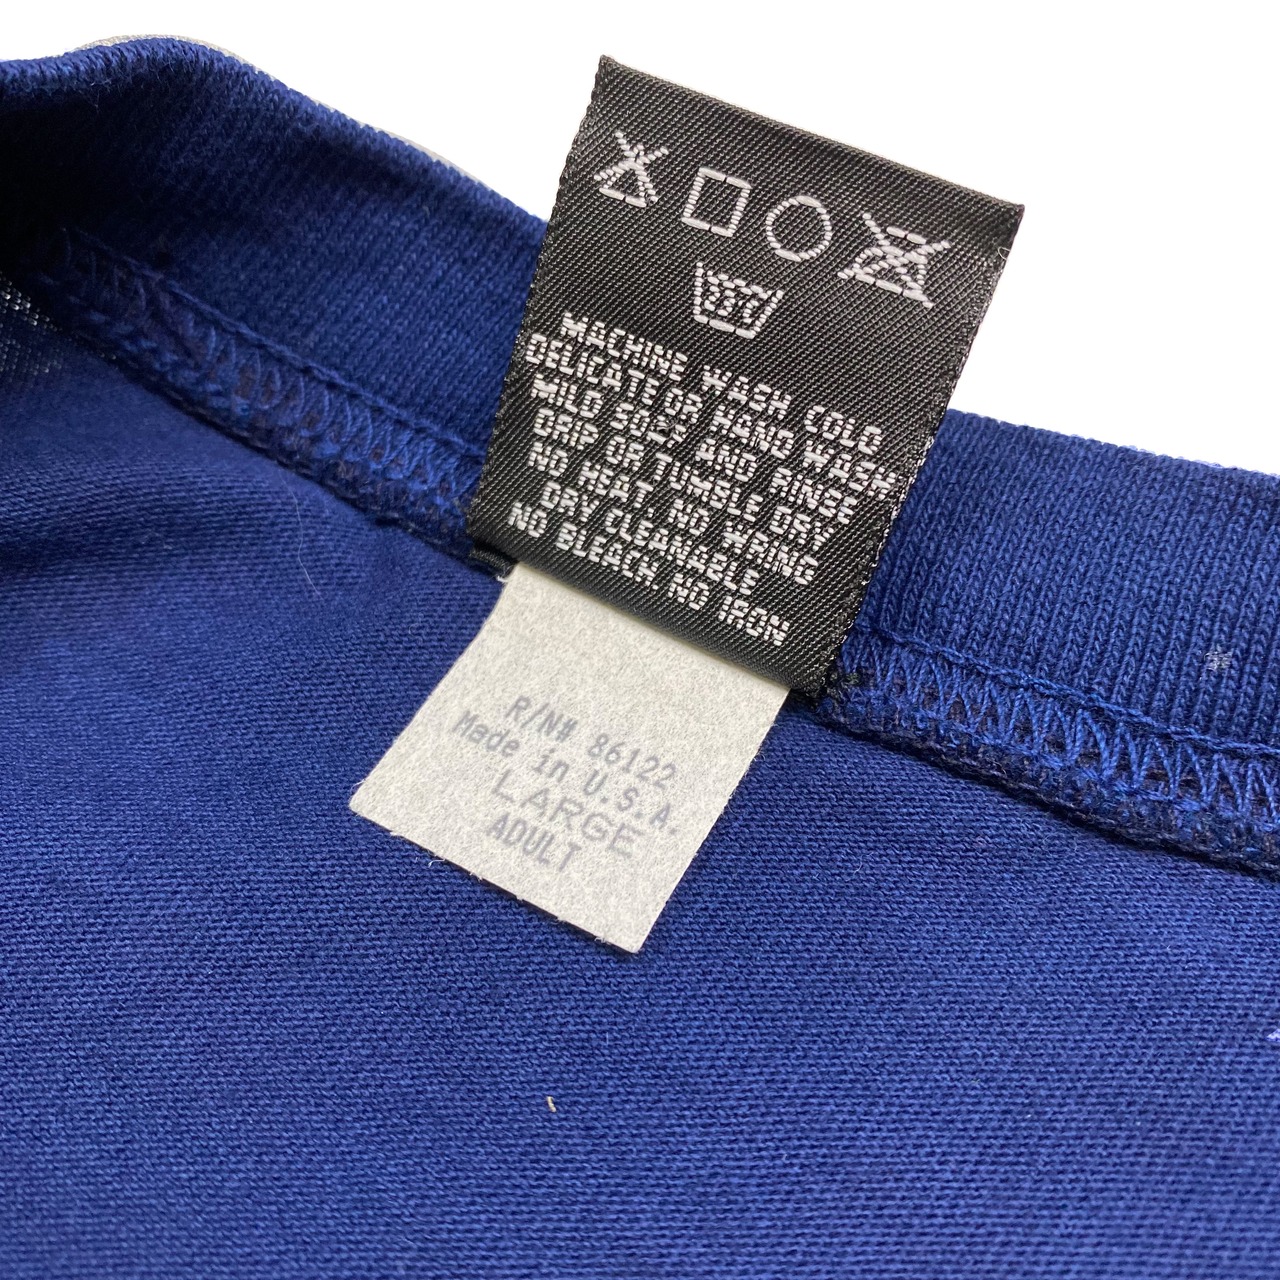 MACHINE WASH COLD
DELICATE OR HAND WASH
MILD SOAP AND RINSE
DRIP OR TUMBLE DRY
NO HEAT, NO WRING
DRY CLEANABLE
NO BLEACH NO IRON
R/N# 86122
Made in U.S.A.
LARGE
ADULT